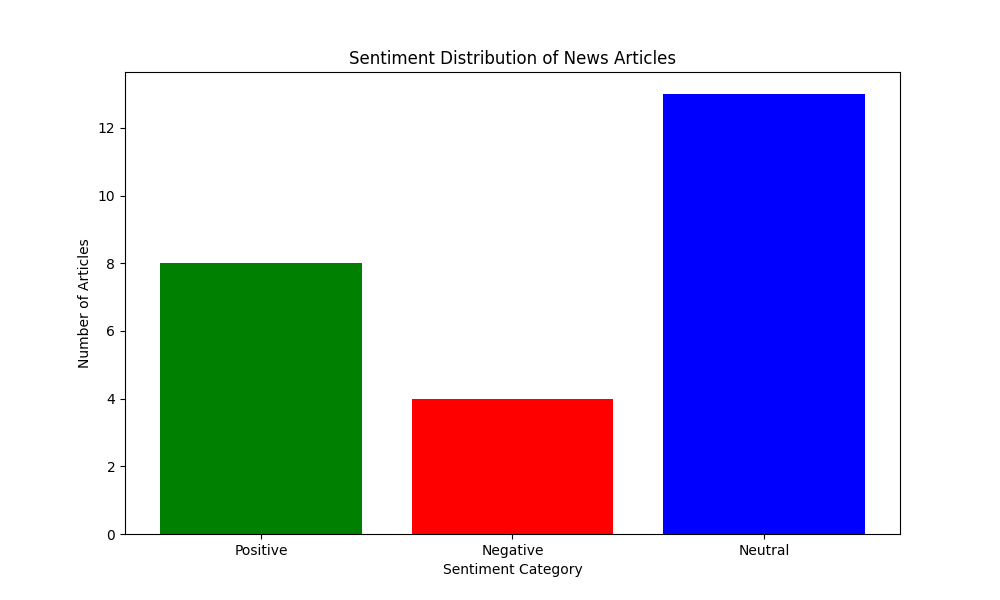 Sentiment Distribution of News Articles
12
10
8
6
4
2
0
Number of Articles
Positive Negative Neutral
Sentiment Category